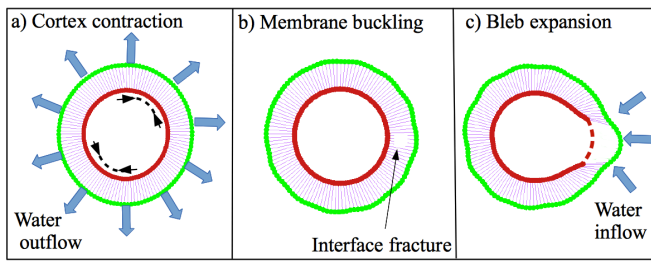 a) Cortex contraction
b) Membrane buckling
c) Bleb expansion
Water
outflow
Interface fracture
Water
inflow